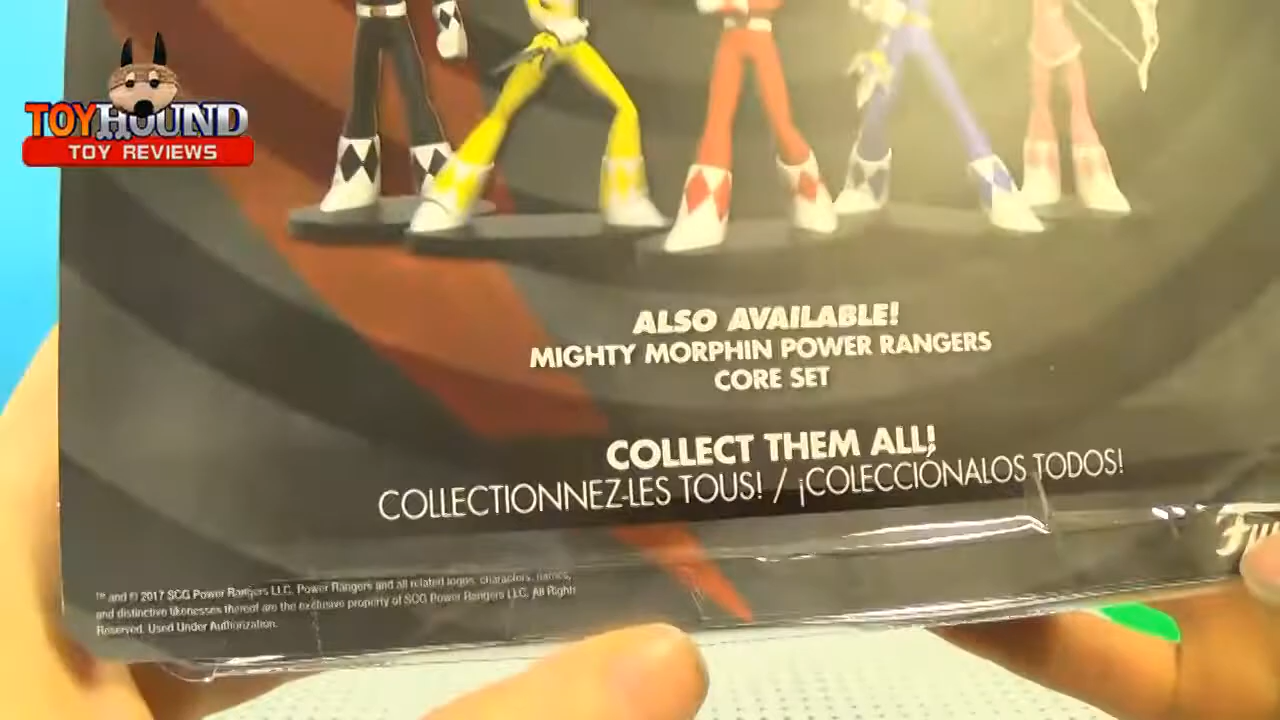 TOYHOUND
TOY REVIEWS
ALSO AVAILABLE!
MIGHTY MORPHIN POWER RANGERS
CORE SET
COLLECT THEM ALL!
COLLECTIONNEZ-LES TOUS! / ¡COLECCIÓNALOS TODOS!
™ and © 2017 SCG Power Rangers LLC. Power Rangers and all related logos, characters, names,
and distinctive likenesses thereof are the exclusive property of SCG Power Rangers LLC. All Rights
Reserved. Used Under Authorization.